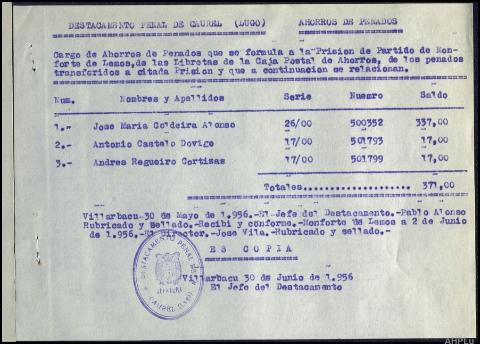 DESTACAMENTO PENAL DE CAUREL (LUGO) AHORROS DE PENADOS
Cargo de Ahorros de Penados que se formula a la Prision de Partido de Mon-
forte de Lemos,de las Libretas de la Caja Postal de Ahorros, de los penados
transferidos a citada Prision y que a continuacion se relacionan.
Num. Nombres y Apellidos Serie Numero Saldo
1.- Jose Maria Coldeira Alonso 26/00 500352 337,00
2.- Antonio Castelo Dovigo 17/00 501793 17,00
3.- Andres Regueiro Cortizas 17/00 501799 17,00
Totales.................... 371,00
Villarbacu-30 de Mayo de 1.956.-El Jefe del Destacamento.-Pablo Alonso
Rubricado y Sellado.-Recibi y conforme.-Monforte de Lemos a 2 de Junio
de 1.956.-El Director.-Jose Vila.-Rubricado y sellado.-
ES COPIA
DESTACAMENTO PENAL
JEFATURA
CAUREL (LUGO)
Villarbacu 30 de Junio de 1.956
El Jefe del Destacamento
AHPLu